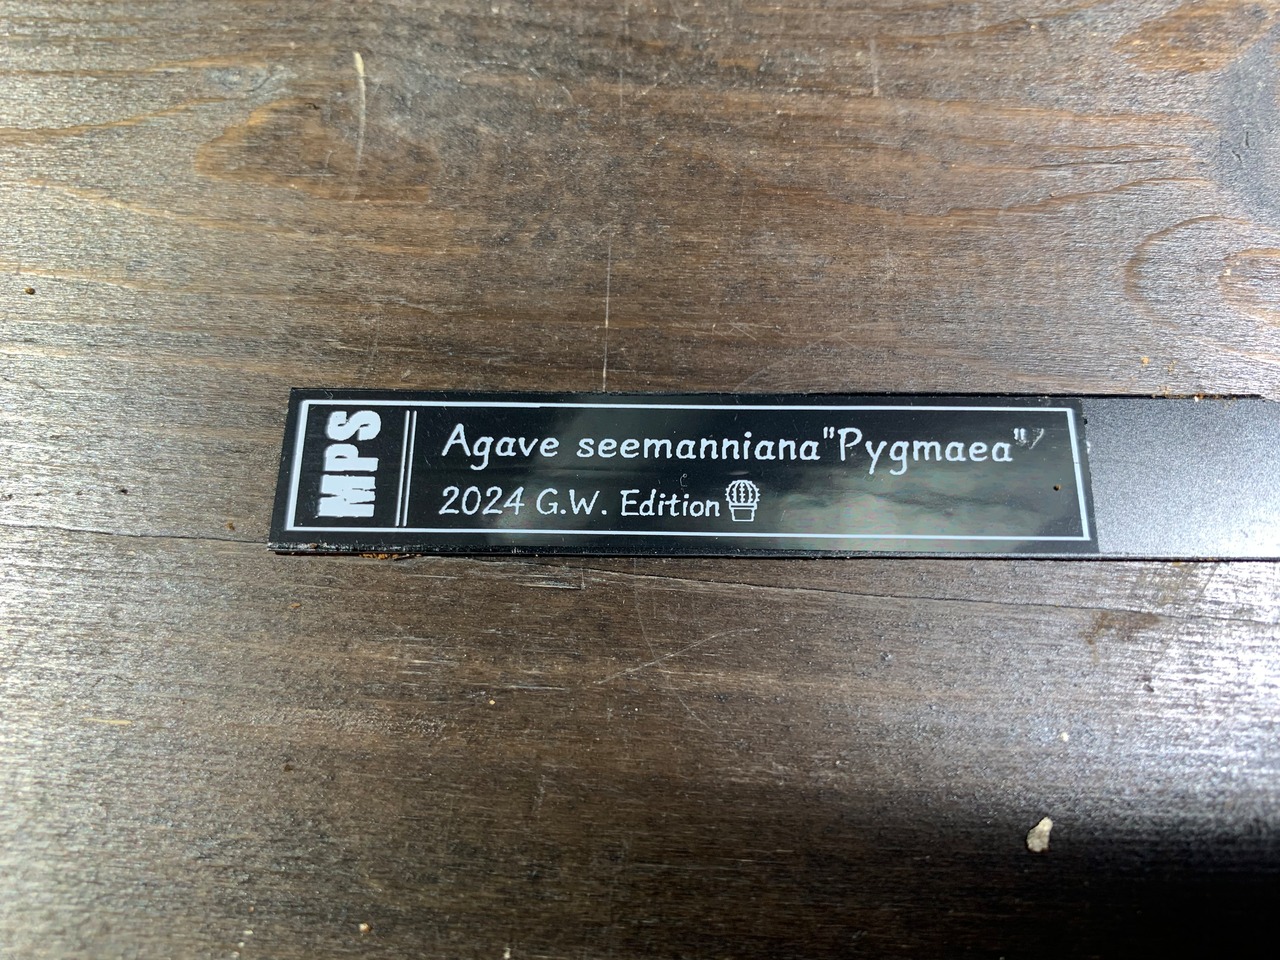 MPS
Agave seemanniana"Pygmaea"
2024 G.W. Edition